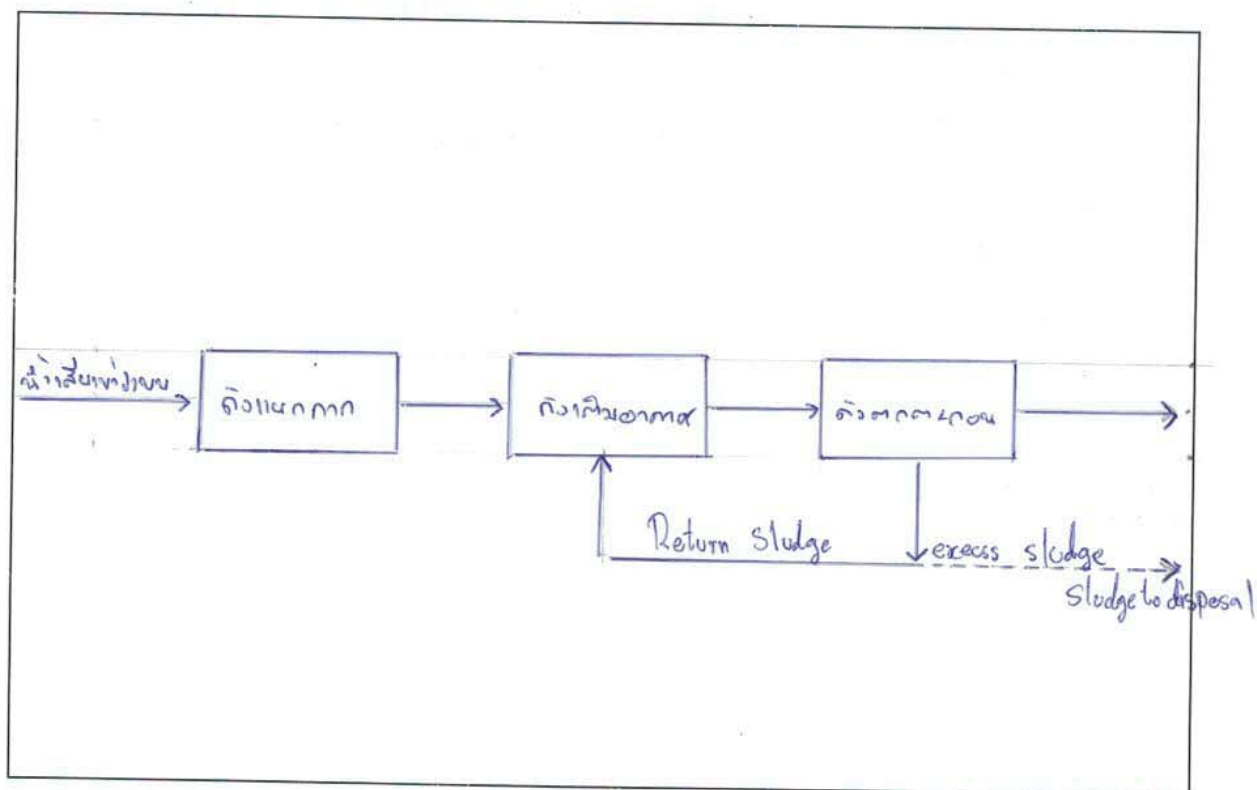 น้ำเสียเข้าระบบ
ถังแยกกาก
ถังเติมอากาศ
ถังตกตะกอน
Return Sludge
excess sludge
Sludge to disposal